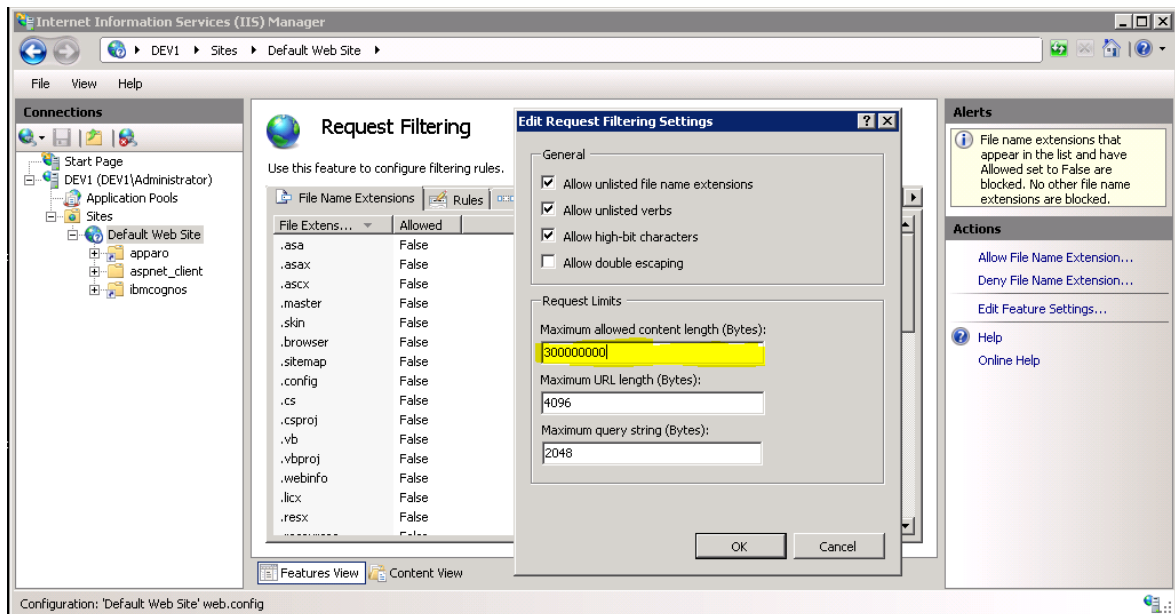 Internet Information Services (IIS) Manager
DEV1 Sites Default Web Site
File View Help
Connections
Start Page
DEV1 (DEV1\Administrator)
Application Pools
Sites
Default Web Site
apparo
aspnet_client
ibmcognos
Request Filtering
Use this feature to configure filtering rules.
File Name Extensions Rules
File Extens... Allowed
.asa False
.asax False
.ascx False
.master False
.skin False
.browser False
.sitemap False
.config False
.cs False
.csproj False
.vb False
.vbproj False
.webinfo False
.licx False
.resx False
Features View Content View
Edit Request Filtering Settings
General
Allow unlisted file name extensions
Allow unlisted verbs
Allow high-bit characters
Allow double escaping
Request Limits
Maximum allowed content length (Bytes):
300000000
Maximum URL length (Bytes):
4096
Maximum query string (Bytes):
2048
OK Cancel
Alerts
File name extensions that
appear in the list and have
Allowed set to False are
blocked. No other file name
extensions are blocked.
Actions
Allow File Name Extension...
Deny File Name Extension...
Edit Feature Settings...
Help
Online Help
Configuration: 'Default Web Site' web.config